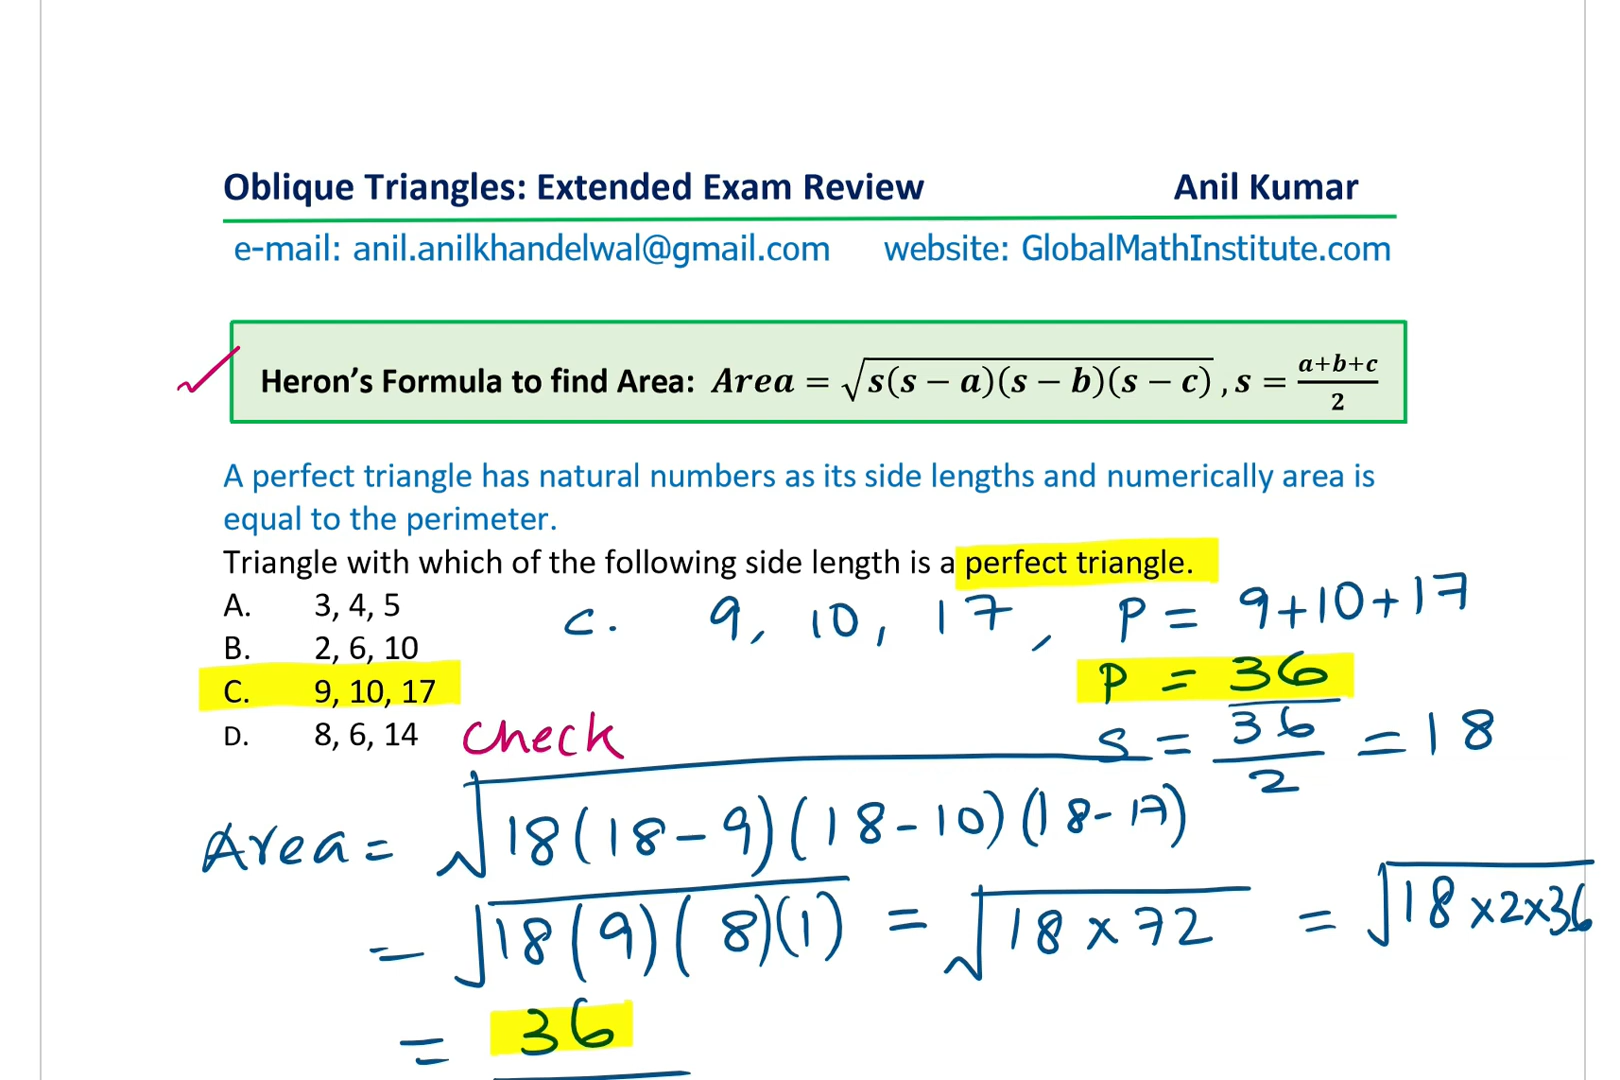 Oblique Triangles: Extended Exam Review Anil Kumar
e-mail: anil.anilkhandelwal@gmail.com website: GlobalMathInstitute.com
Heron’s Formula to find Area: Area = √s(s − a)(s − b)(s − c) , s = a+b+c/2
A perfect triangle has natural numbers as its side lengths and numerically area is
equal to the perimeter.
Triangle with which of the following side length is a perfect triangle.
A. 3, 4, 5
B. 2, 6, 10
C. 9, 10, 17
D. 8, 6, 14
C. 9, 10, 17, P = 9+10+17
P = 36
S = 36/2 = 18
Check
Area = √18(18-9)(18-10)(18-17)
= √18(9)(8)(1) = √18 × 72 = √18 ×2×36
= 36